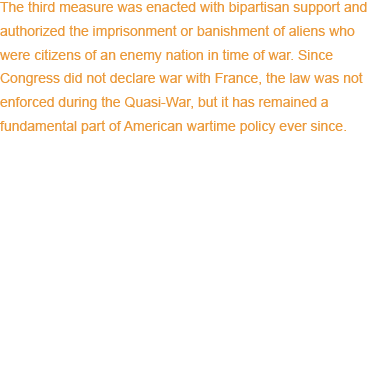 The third measure was enacted with bipartisan support and
authorized the imprisonment or banishment of aliens who
were citizens of an enemy nation in time of war. Since
Congress did not declare war with France, the law was not
enforced during the Quasi-War, but it has remained a
fundamental part of American wartime policy ever since.